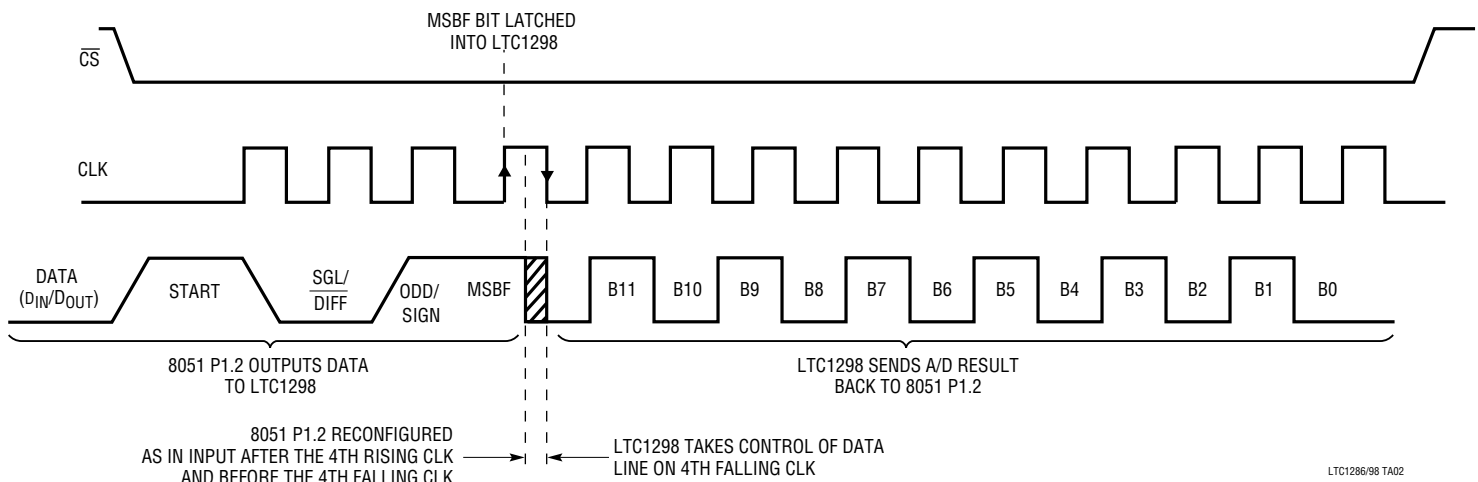 MSBF BIT LATCHED
INTO LTC1298
CS
CLK
DATA
(DIN/DOUT)
START
SGL/
DIFF
ODD/
SIGN
MSBF
B11 B10 B9 B8 B7 B6 B5 B4 B3 B2 B1 B0
8051 P1.2 OUTPUTS DATA
TO LTC1298
LTC1298 SENDS A/D RESULT
BACK TO 8051 P1.2
8051 P1.2 RECONFIGURED
AS IN INPUT AFTER THE 4TH RISING CLK
AND BEFORE THE 4TH FALLING CLK
LTC1298 TAKES CONTROL OF DATA
LINE ON 4TH FALLING CLK
LTC1286/98 TA02